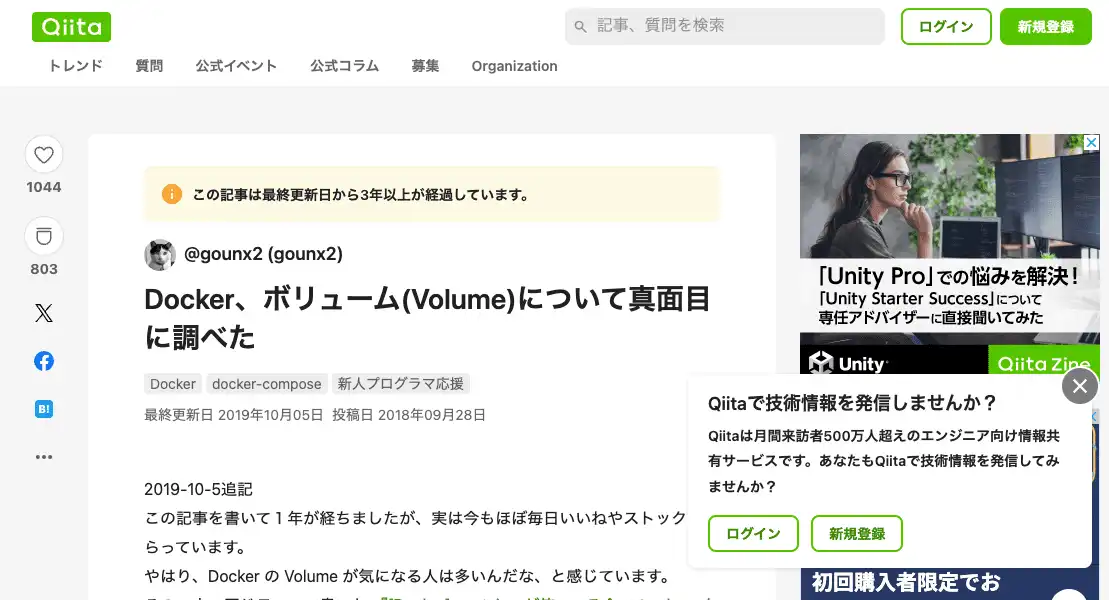 Qiita
記事、質問を検索
ログイン
新規登録
トレンド
質問
公式イベント
公式コラム
募集
Organization
1044
803
B!
この記事は最終更新日から3年以上が経過しています。
@gounx2 (gounx2)
Docker、ボリューム(Volume)について真面目
に調べた
Docker
docker-compose
新人プログラマ応援
最終更新日 2019年10月05日 投稿日 2018年09月28日
2019-10-5追記
この記事を書いて 1 年が経ちましたが、実は今もほぼ毎日いいねやストック
らっています。
やはり、Docker の Volume が気になる人は多いんだな、と感じています。
「Unity Pro」での悩みを解決!
「Unity Starter Success」について
専任アドバイザーに直接聞いてみた
Unity
Qiita Zine
Qiitaで技術情報を発信しませんか？
Qiitaは月間来訪者500万人超えのエンジニア向け情報共
有サービスです。あなたもQiitaで技術情報を発信してみ
ませんか？
ログイン
新規登録
初回購入者限定でお